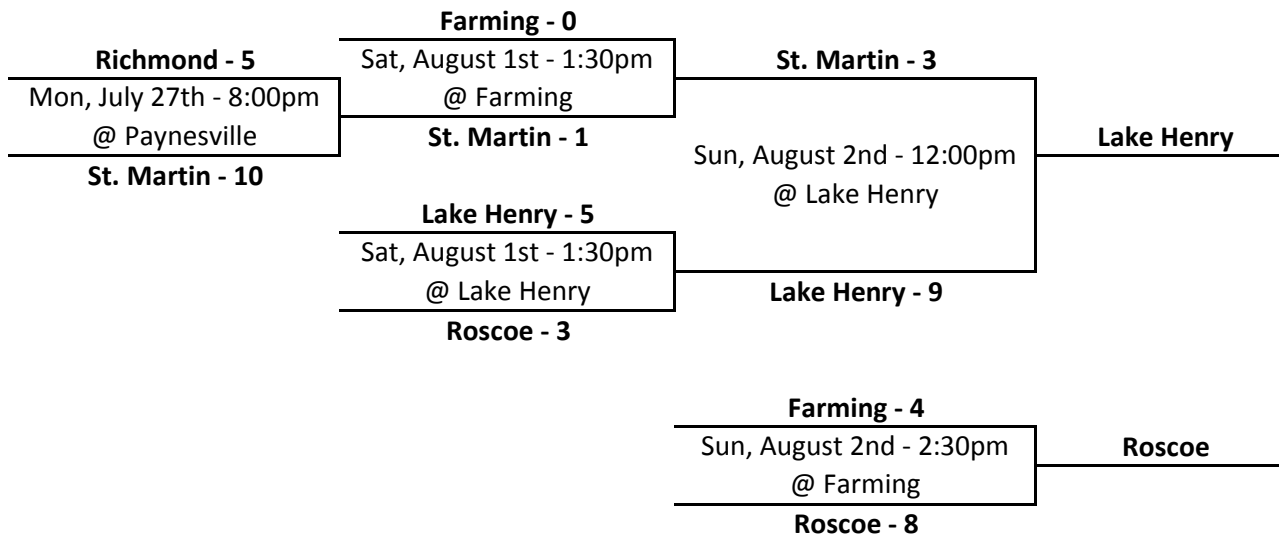 Farming - 0
Richmond - 5
Sat, August 1st - 1:30pm
St. Martin - 3
Mon, July 27th - 8:00pm
@ Farming
@ Paynesville
St. Martin - 1
Lake Henry
St. Martin - 10
Sun, August 2nd - 12:00pm
@ Lake Henry
Lake Henry - 5
Sat, August 1st - 1:30pm
@ Lake Henry
Lake Henry - 9
Roscoe - 3
Farming - 4
Sun, August 2nd - 2:30pm
Roscoe
@ Farming
Roscoe - 8